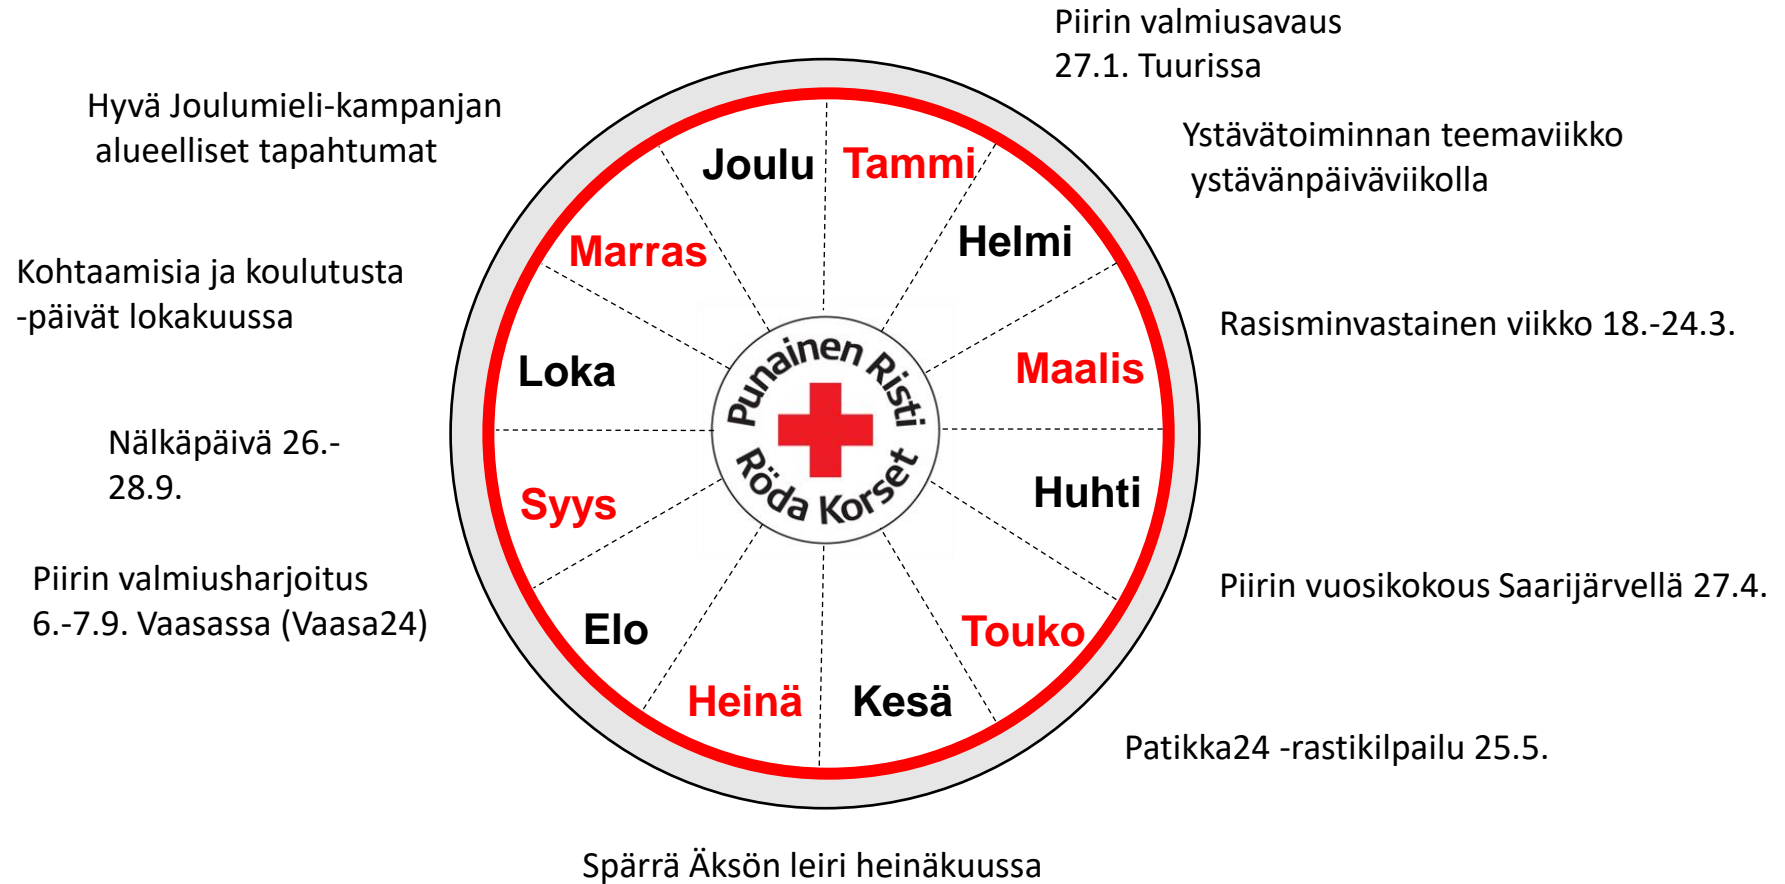 Piirin valmiusavaus
27.1. Tuurissa
Ystävätoiminnan teemaviikko
ystävänpäiväviikolla
Rasisminvastainen viikko 18.-24.3.
Piirin vuosikokous Saarijärvellä 27.4.
Patikka24 -rastikilpailu 25.5.
Spärrä Äksön leiri heinäkuussa
Piirin valmiusharjoitus
6.-7.9. Vaasassa (Vaasa24)
Nälkäpäivä 26.-
28.9.
Kohtaamisia ja koulutusta
-päivät lokakuussa
Hyvä Joulumieli-kampanjan
alueelliset tapahtumat
Tammi
Helmi
Maalis
Huhti
Touko
Kesä
Heinä
Elo
Syys
Loka
Marras
Joulu
Punainen Risti
Röda Korset